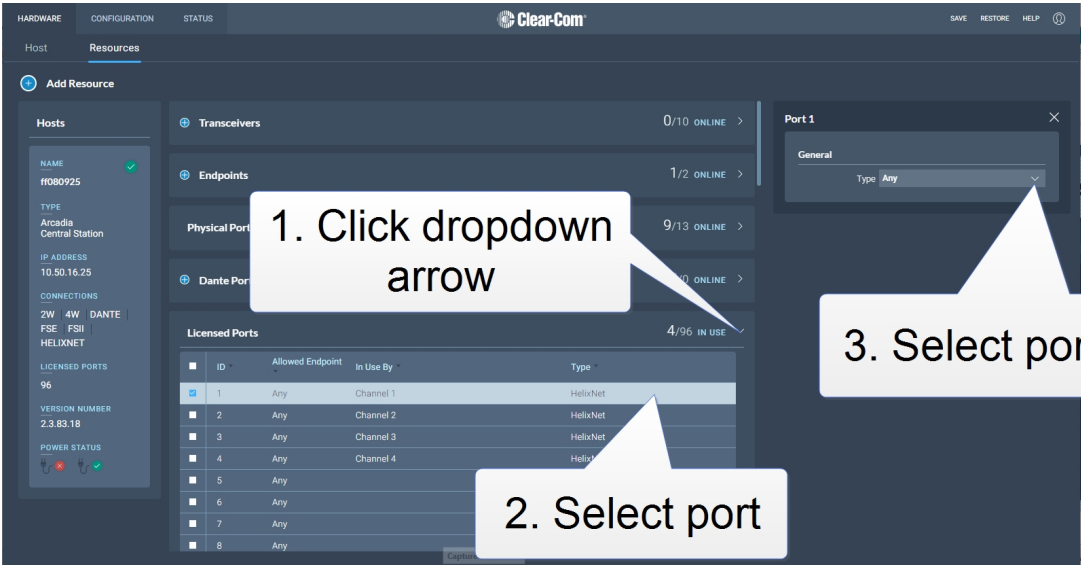 HARDWARE CONFIGURATION STATUS Clear-Com SAVE RESTORE HELP
Host Resources
Add Resource
Hosts
NAME
ff080925
TYPE
Arcadia
Central Station
IP ADDRESS
10.50.16.25
CONNECTIONS
2W 4W DANTE
FSE FSII
HELIXNET
LICENSED PORTS
96
VERSION NUMBER
2.3.83.18
POWER STATUS
Transceivers 0/10 ONLINE
Endpoints 1/2 ONLINE
Physical Port 9/13 ONLINE
Dante Por /0 ONLINE
Licensed Ports 4/96 IN USE
ID Allowed Endpoint In Use By Type
1 Any Channel 1 HelixNet
2 Any Channel 2 HelixNet
3 Any Channel 3 HelixNet
4 Any Channel 4
5 Any
6 Any
7 Any
8 Any
Capture
Port 1
General
Type Any
1. Click dropdown
arrow
2. Select port
3. Select por